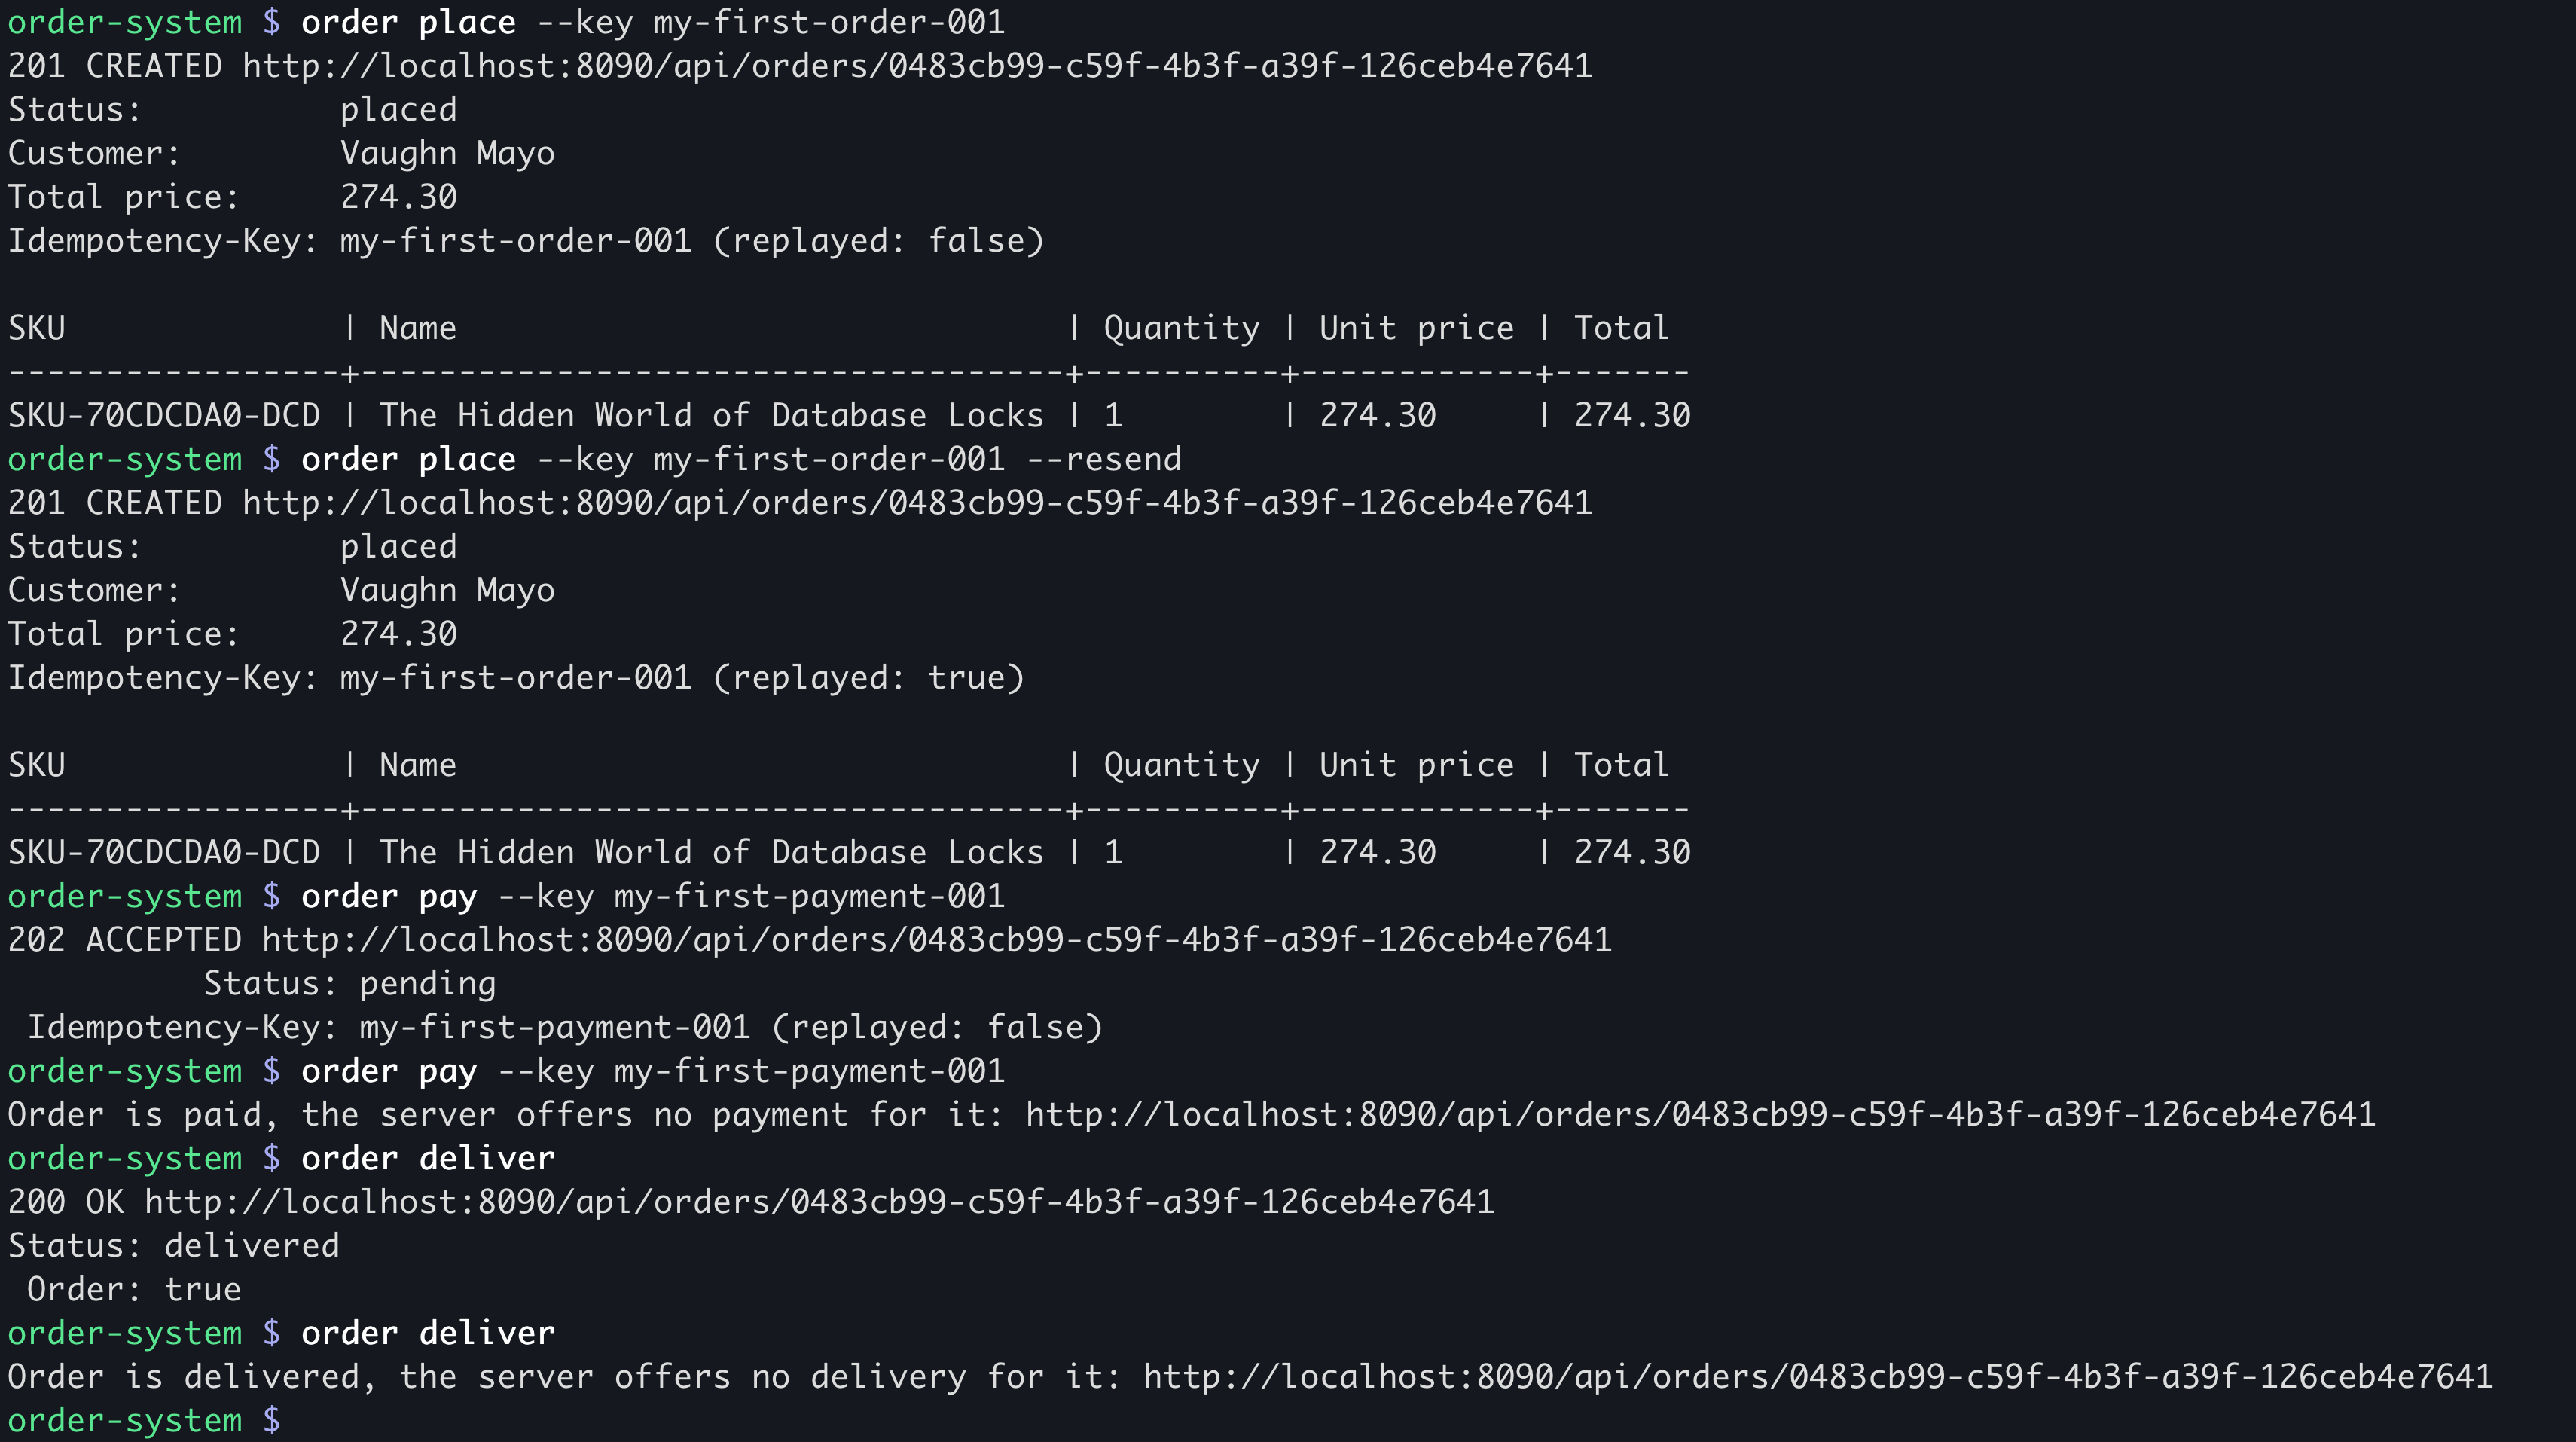 order-system $ order place --key my-first-order-001
201 CREATED http://localhost:8090/api/orders/0483cb99-c59f-4b3f-a39f-126ceb4e7641
Status:          placed
Customer:        Vaughn Mayo
Total price:     274.30
Idempotency-Key: my-first-order-001 (replayed: false)

SKU              | Name                               | Quantity | Unit price | Total
-----------------+------------------------------------+----------+------------+-------
SKU-70CDCDA0-DCD | The Hidden World of Database Locks | 1        | 274.30     | 274.30
order-system $ order place --key my-first-order-001 --resend
201 CREATED http://localhost:8090/api/orders/0483cb99-c59f-4b3f-a39f-126ceb4e7641
Status:          placed
Customer:        Vaughn Mayo
Total price:     274.30
Idempotency-Key: my-first-order-001 (replayed: true)

SKU              | Name                               | Quantity | Unit price | Total
-----------------+------------------------------------+----------+------------+-------
SKU-70CDCDA0-DCD | The Hidden World of Database Locks | 1        | 274.30     | 274.30
order-system $ order pay --key my-first-payment-001
202 ACCEPTED http://localhost:8090/api/orders/0483cb99-c59f-4b3f-a39f-126ceb4e7641
          Status: pending
 Idempotency-Key: my-first-payment-001 (replayed: false)
order-system $ order pay --key my-first-payment-001
Order is paid, the server offers no payment for it: http://localhost:8090/api/orders/0483cb99-c59f-4b3f-a39f-126ceb4e7641
order-system $ order deliver
200 OK http://localhost:8090/api/orders/0483cb99-c59f-4b3f-a39f-126ceb4e7641
Status: delivered
 Order: true
order-system $ order deliver
Order is delivered, the server offers no delivery for it: http://localhost:8090/api/orders/0483cb99-c59f-4b3f-a39f-126ceb4e7641
order-system $